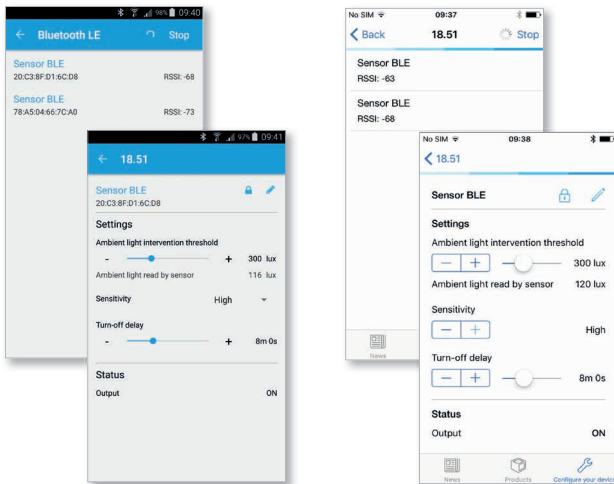 98% 09:40
← Bluetooth LE Stop
Sensor BLE
20:C3:8F:D1:6C:D8 RSSI: -68
Sensor BLE
78:A5:04:66:7C:A0 RSSI: -73
97% 09:41
← 18.51
Sensor BLE
20:C3:8F:D1:6C:D8
Settings
Ambient light intervention threshold
- + 300 lux
Ambient light read by sensor 116 lux
Sensitivity High
Turn-off delay
- + 8m 0s
Status
Output ON
No SIM 09:37
Back 18.51 Stop
Sensor BLE
RSSI: -63
Sensor BLE
RSSI: -68
News
No SIM 09:38
18.51
Sensor BLE
Settings
Ambient light intervention threshold
- + 300 lux
Ambient light read by sensor 120 lux
Sensitivity
- + High
Turn-off delay
- + 8m 0s
Status
Output ON
News Products Configure your device